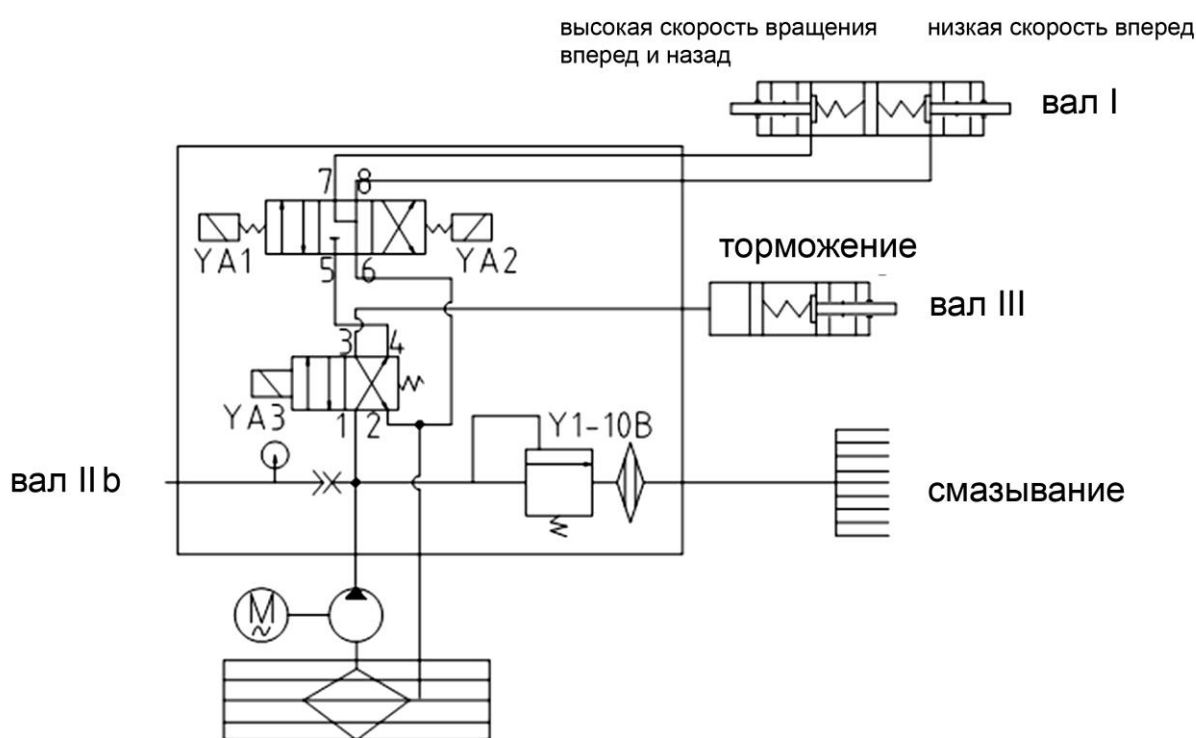 высокая скорость вращения
вперед и назад
низкая скорость вперед
вал I
7 8
YA1
YA2
5 6
торможение
вал III
3 4
YA3
1 2
Y1-10B
вал II b
смазывание
M
~